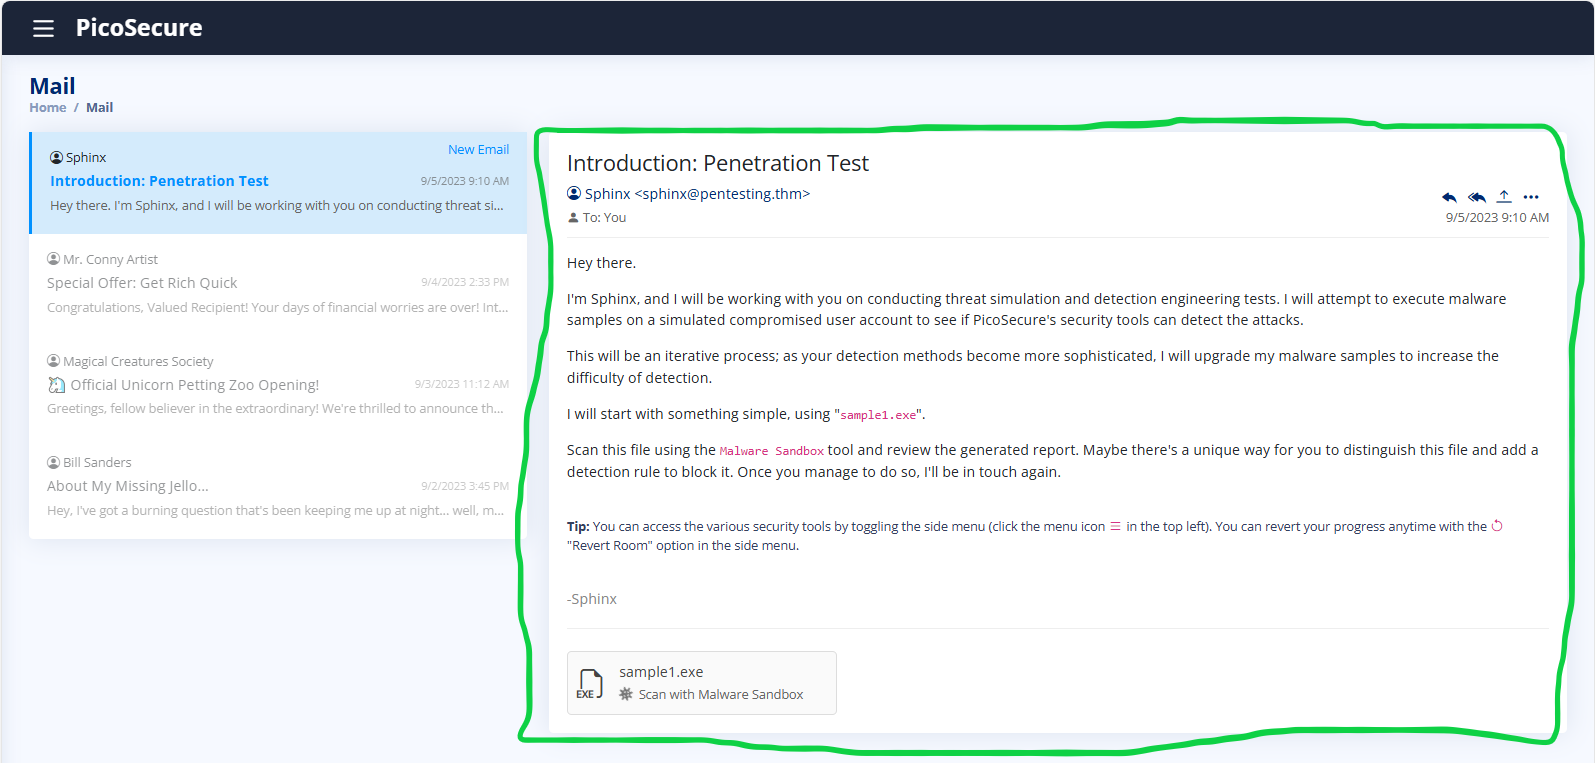 PicoSecure
Mail
Home / Mail
New Email
Sphinx
Introduction: Penetration Test
9/5/2023 9:10 AM
Hey there. I'm Sphinx, and I will be working with you on conducting threat si...
Mr. Conny Artist
Special Offer: Get Rich Quick
9/4/2023 2:33 PM
Congratulations, Valued Recipient! Your days of financial worries are over! Int...
Magical Creatures Society
🦄 Official Unicorn Petting Zoo Opening!
9/3/2023 11:12 AM
Greetings, fellow believer in the extraordinary! We're thrilled to announce th...
Bill Sanders
About My Missing Jello...
9/2/2023 3:45 PM
Hey, I've got a burning question that's been keeping me up at night... well, m...
Introduction: Penetration Test
Sphinx <sphinx@pentesting.thm>
To: You
9/5/2023 9:10 AM
Hey there.
I'm Sphinx, and I will be working with you on conducting threat simulation and detection engineering tests. I will attempt to execute malware
samples on a simulated compromised user account to see if PicoSecure's security tools can detect the attacks.
This will be an iterative process; as your detection methods become more sophisticated, I will upgrade my malware samples to increase the
difficulty of detection.
I will start with something simple, using "sample1.exe".
Scan this file using the Malware Sandbox tool and review the generated report. Maybe there's a unique way for you to distinguish this file and add a
detection rule to block it. Once you manage to do so, I'll be in touch again.
Tip: You can access the various security tools by toggling the side menu (click the menu icon ☰ in the top left). You can revert your progress anytime with the
"Revert Room" option in the side menu.
-Sphinx
EXE
sample1.exe
Scan with Malware Sandbox